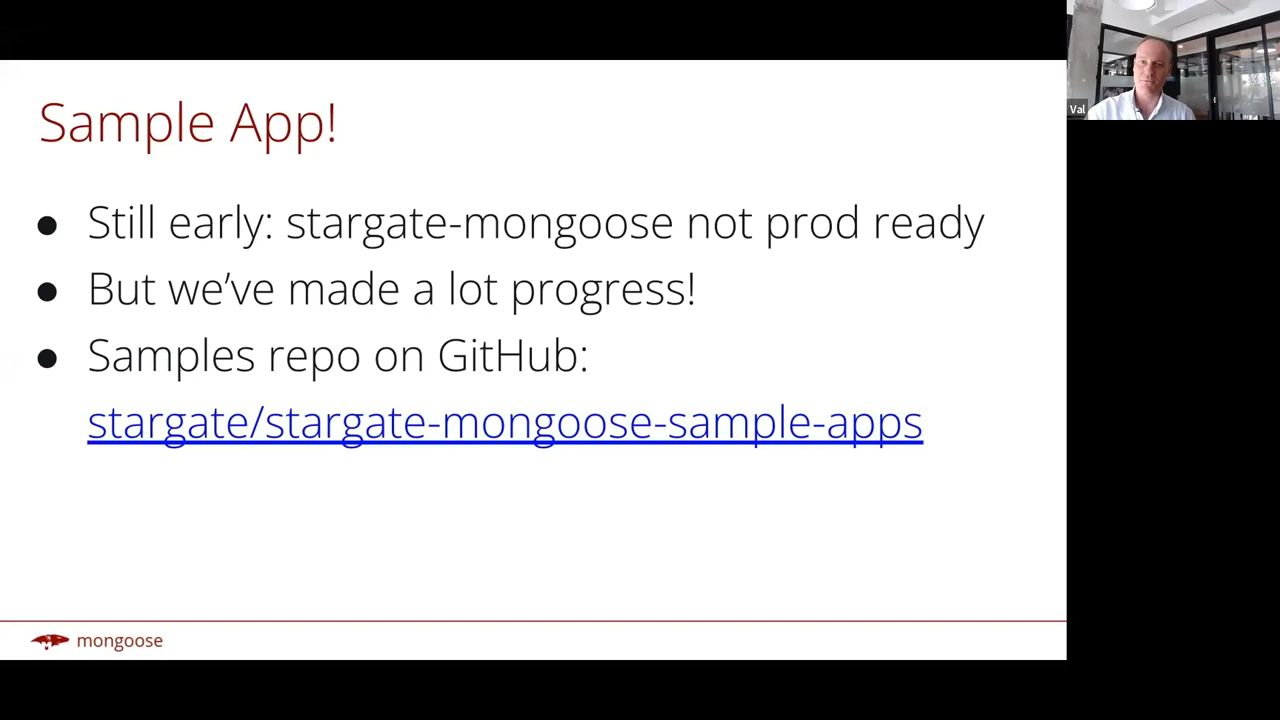 Sample App!
● Still early: stargate-mongoose not prod ready
● But we've made a lot progress!
● Samples repo on GitHub:
stargate/stargate-mongoose-sample-apps
mongoose
Val